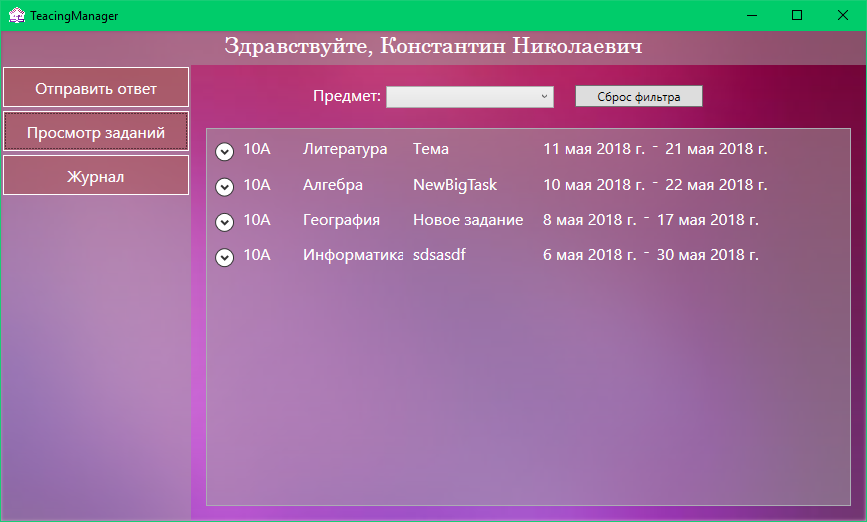 TeacingManager
Здравствуйте, Константин Николаевич
Отправить ответ
Просмотр заданий
Журнал
Предмет:
Сброс фильтра
10А Литература Тема 11 мая 2018 г. - 21 мая 2018 г.
10А Алгебра NewBigTask 10 мая 2018 г. - 22 мая 2018 г.
10А География Новое задание 8 мая 2018 г. - 17 мая 2018 г.
10А Информатика sdsasdf 6 мая 2018 г. - 30 мая 2018 г.